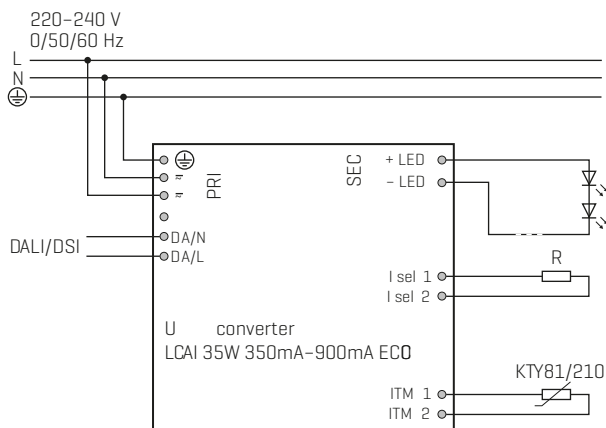 220–240 V
0/50/60 Hz
L
N
PRI
SEC
+ LED
– LED
DALI/DSI
DA/N
DA/L
I sel 1
I sel 2
R
U converter
LCAI 35W 350mA–900mA ECO
KTY81/210
ITM 1
ITM 2